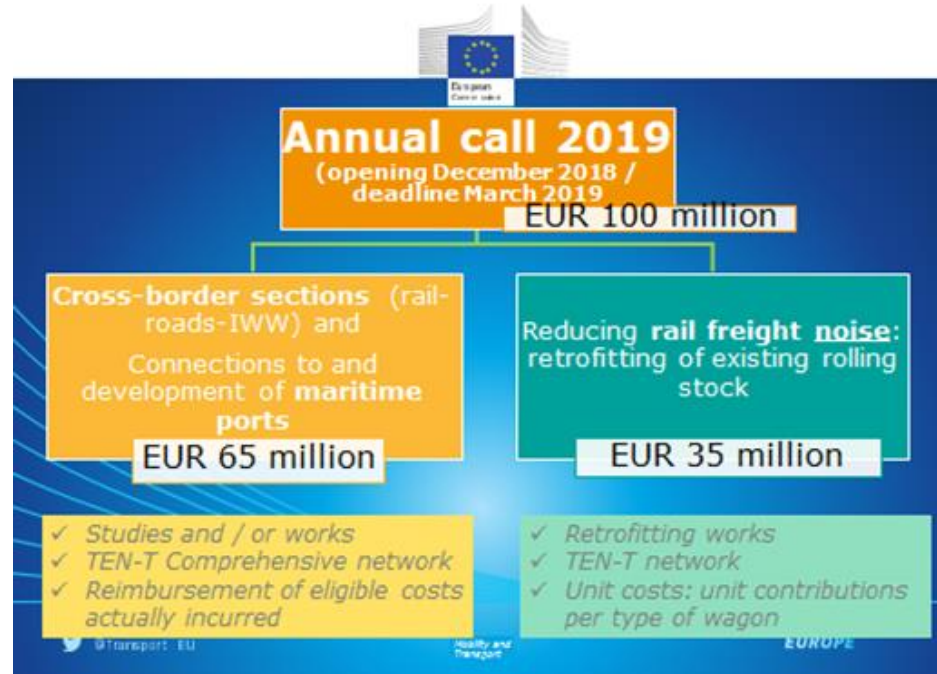 European
Commission
Annual call 2019
(opening December 2018 /
deadline March 2019
EUR 100 million
Cross-border sections (rail-
roads-IWW) and
Connections to and
development of maritime
ports
EUR 65 million
Reducing rail freight noise:
retrofitting of existing rolling
stock
EUR 35 million
✓ Studies and / or works
✓ TEN-T Comprehensive network
✓ Reimbursement of eligible costs
actually incurred
✓ Retrofitting works
✓ TEN-T network
✓ Unit costs: unit contributions
per type of wagon
@Transport_EU
Mobility and
Transport
EUROPE